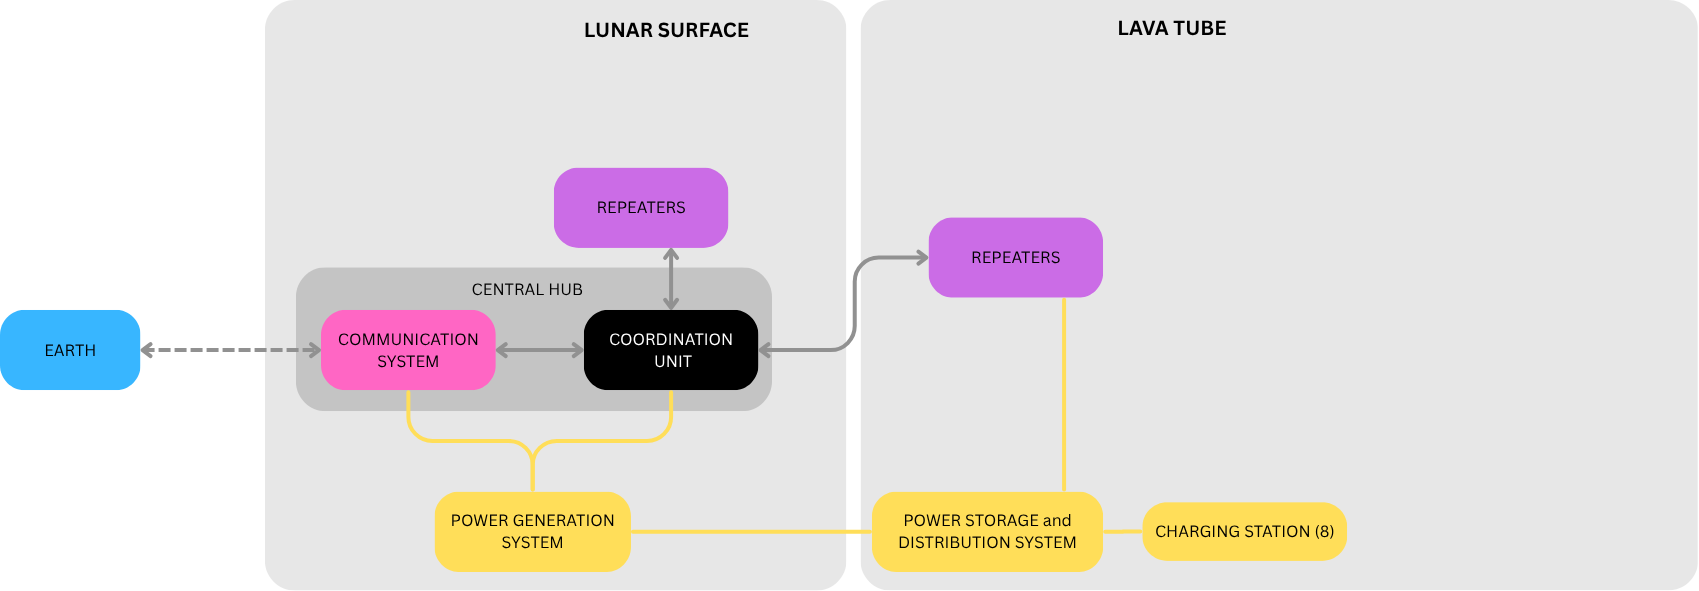 LUNAR SURFACE
LAVA TUBE
REPEATERS
REPEATERS
CENTRAL HUB
EARTH
COMMUNICATION
SYSTEM
COORDINATION
UNIT
POWER GENERATION
SYSTEM
POWER STORAGE and
DISTRIBUTION SYSTEM
CHARGING STATION (8)